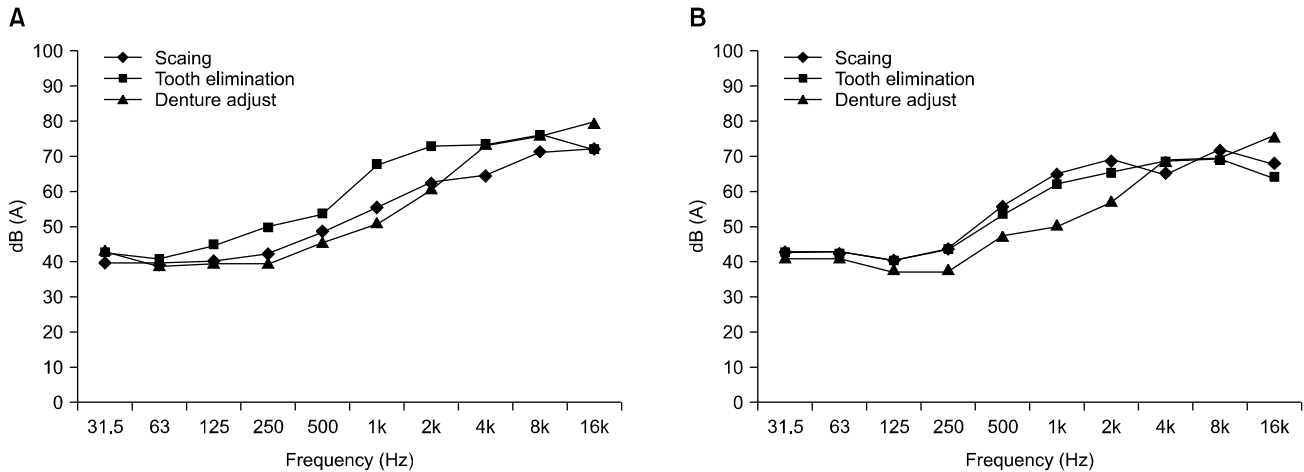 A
100
90
80
70
60
50
40
30
20
10
0
dB (A)
Scaing
Tooth elimination
Denture adjust
31.5 63 125 250 500 1k 2k 4k 8k 16k
Frequency (Hz)
B
100
90
80
70
60
50
40
30
20
10
0
dB (A)
Scaing
Tooth elimination
Denture adjust
31.5 63 125 250 500 1k 2k 4k 8k 16k
Frequency (Hz)